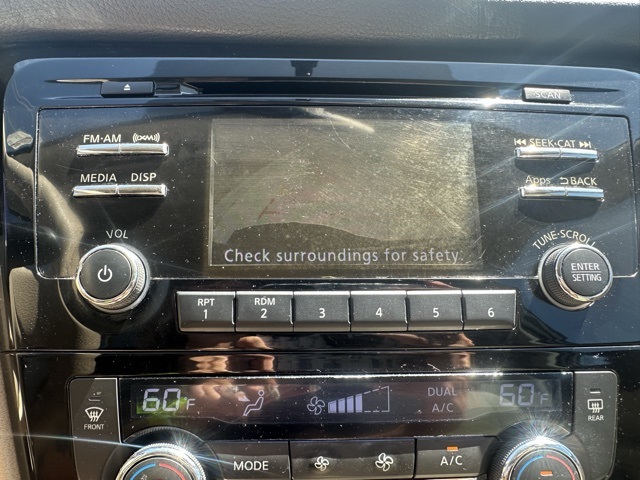 SCAN
FM·AM (XM)
SEEK·CAT
MEDIA DISP
Apps BACK
VOL
TUNE·SCROLL
Check surroundings for safety.
ENTER
SETTING
RPT
1
RDM
2
3
4
5
6
60°F
DUAL
A/C
60°F
FRONT
REAR
MODE
A/C